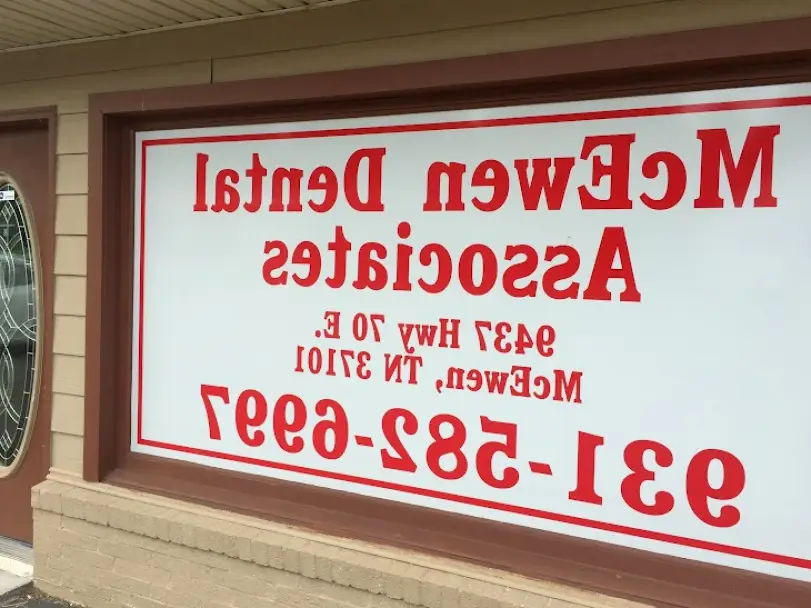 McEwen Dental
Associates
9437 Hwy 70 E.
McEwen, TN 37101
931-582-6997